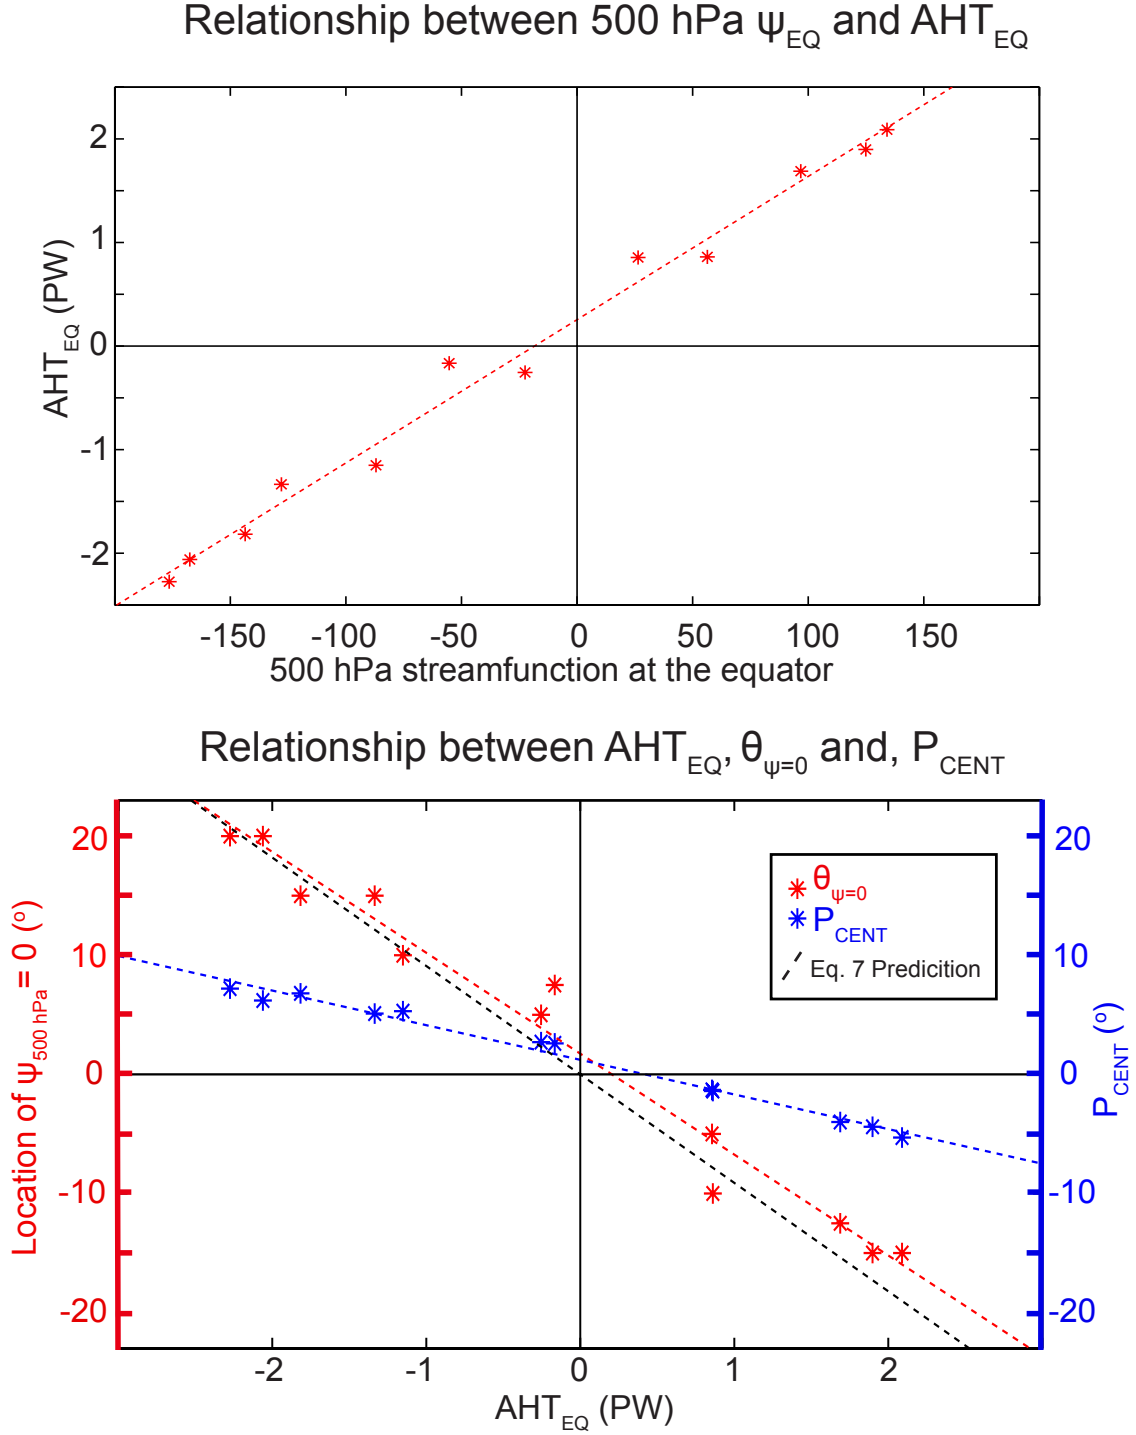 Relationship between 500 hPa ψEQ and AHTEQ
AHTEQ (PW)
2
1
0
-1
-2
-150 -100 -50 0 50 100 150
500 hPa streamfunction at the equator
Relationship between AHTEQ, θψ=0 and, PCENT
Location of ψ500 hPa = 0 (o)
20
10
0
-10
-20
θψ=0
PCENT
Eq. 7 Predicition
20
10
0
-10
-20
PCENT (o)
-2 -1 0 1 2
AHTEQ (PW)